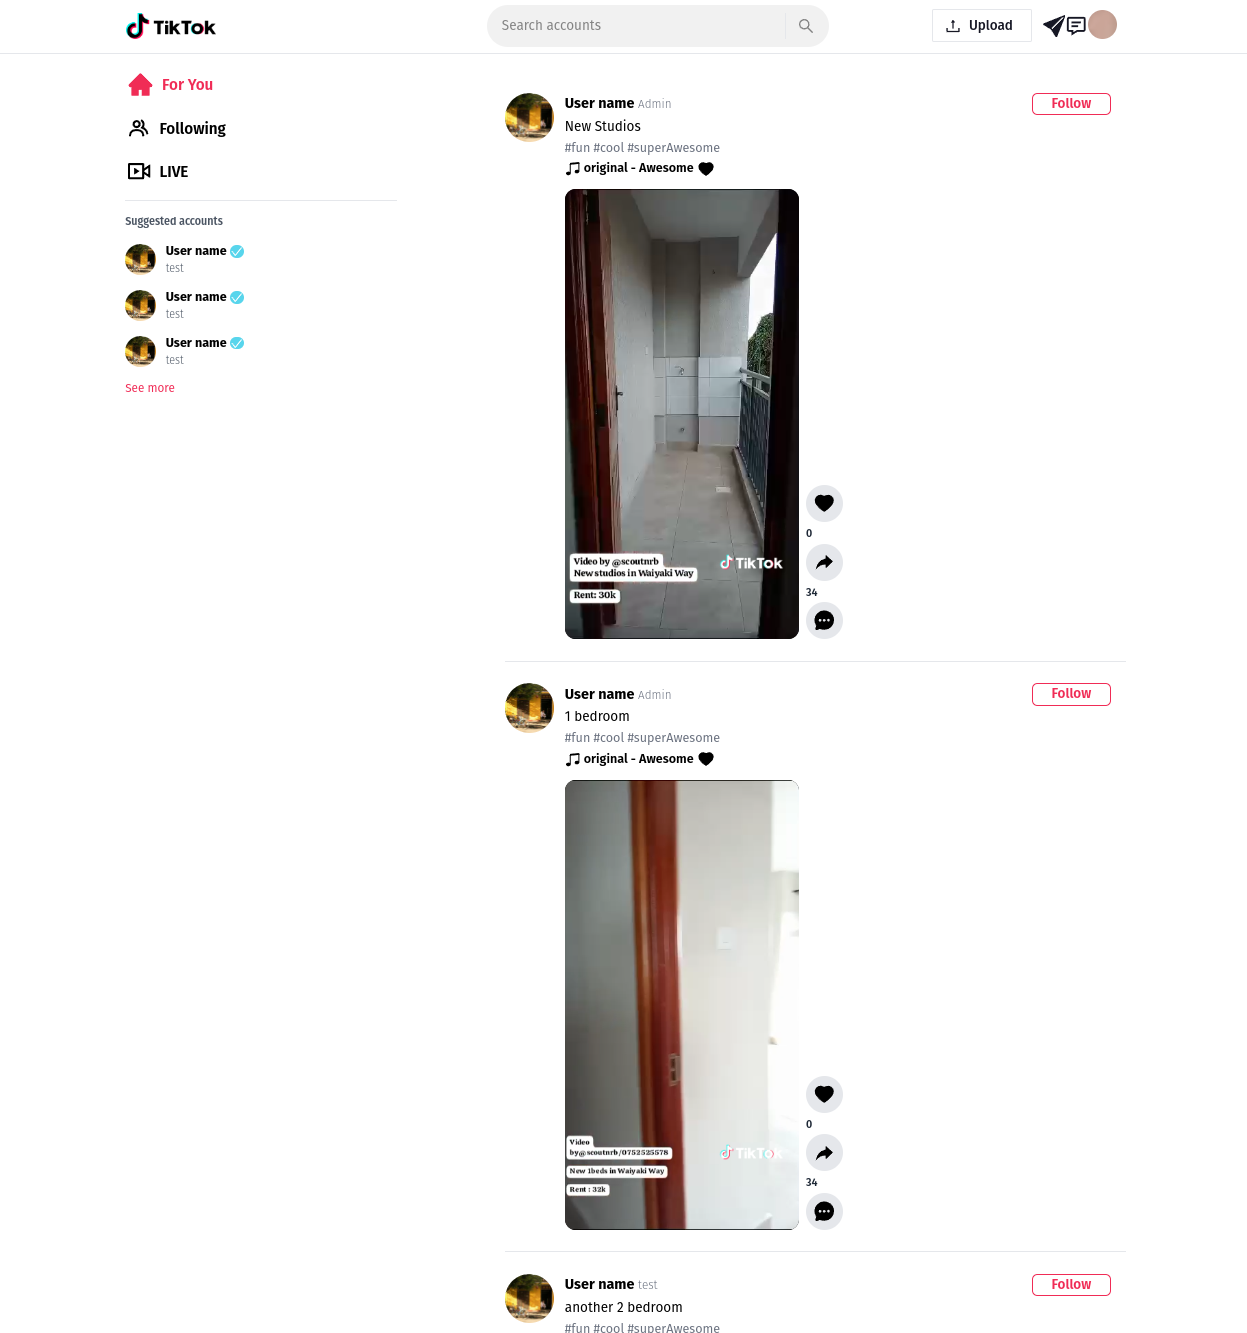 TikTok
Search accounts
Upload
For You
Following
LIVE
Suggested accounts
User name
test
User name
test
User name
test
See more
User name Admin
Follow
New Studios
#fun #cool #superAwesome
original - Awesome
Video by @scoutnrb
New studios in Waiyaki Way
Rent: 30k
TikTok
0
34
User name Admin
Follow
1 bedroom
#fun #cool #superAwesome
original - Awesome
Video
by@scoutnrb/0752525578
New 1beds in Waiyaki Way
Rent : 32k
TikTok
0
34
User name test
Follow
another 2 bedroom
#fun #cool #superAwesome